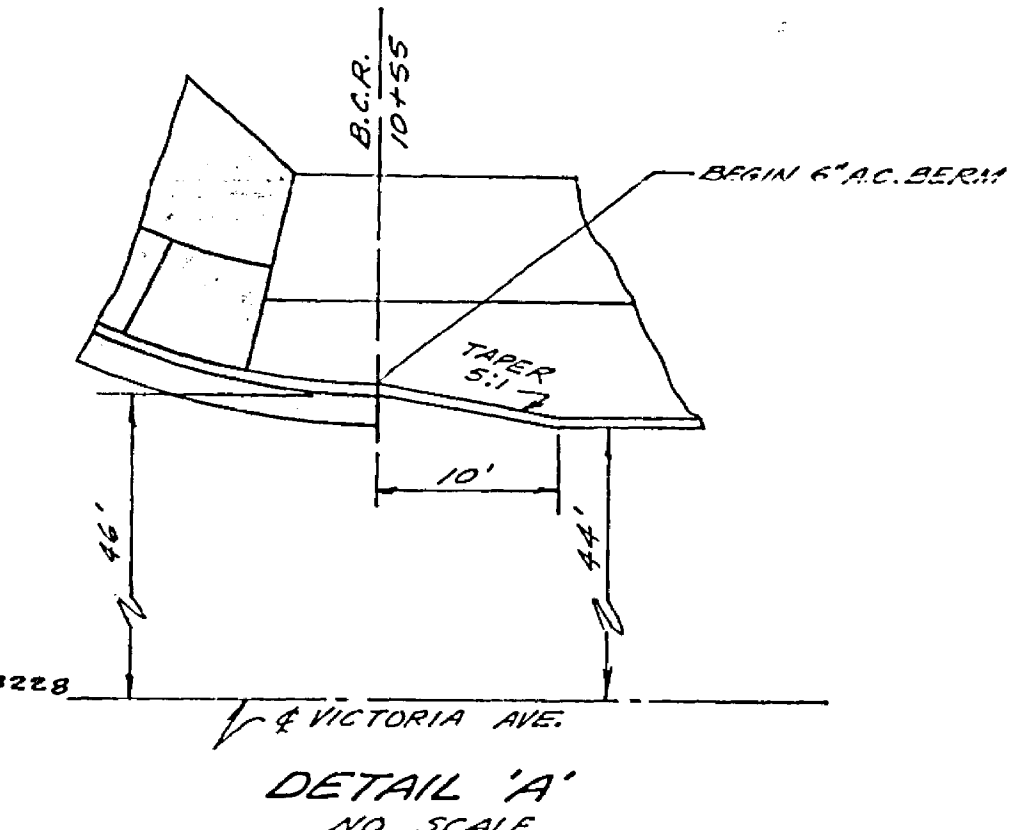 B.C.R.
10+55
BEGIN 6" A.C. BERM
TAPER
5:1
10'
46'
44'
3228
℄ VICTORIA AVE.
DETAIL 'A'
NO SCALE